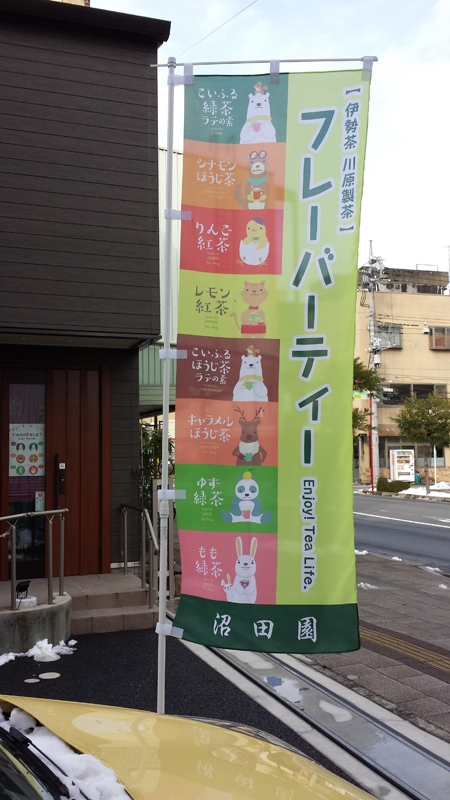 【伊勢茶 川原製茶】
フレーバーティー
Enjoy! Tea Life.
こいふる
緑茶
ラテの素
シナモン
ほうじ茶
りんご
紅茶
レモン
紅茶
こいふる
ほうじ茶
ラテの素
キャラメル
ほうじ茶
ゆず
緑茶
もも
緑茶
沼田園